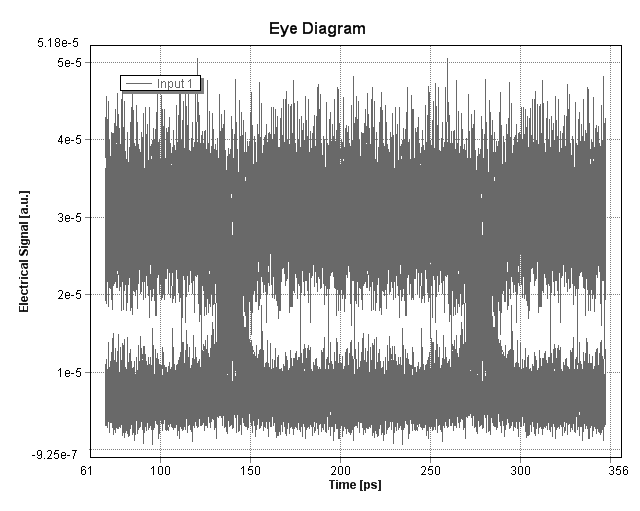 Eye Diagram
5.18e-5
5e-5
Input 1
4e-5
3e-5
2e-5
1e-5
-9.25e-7
Electrical Signal [a.u.]
61 100 150 200 250 300 356
Time [ps]